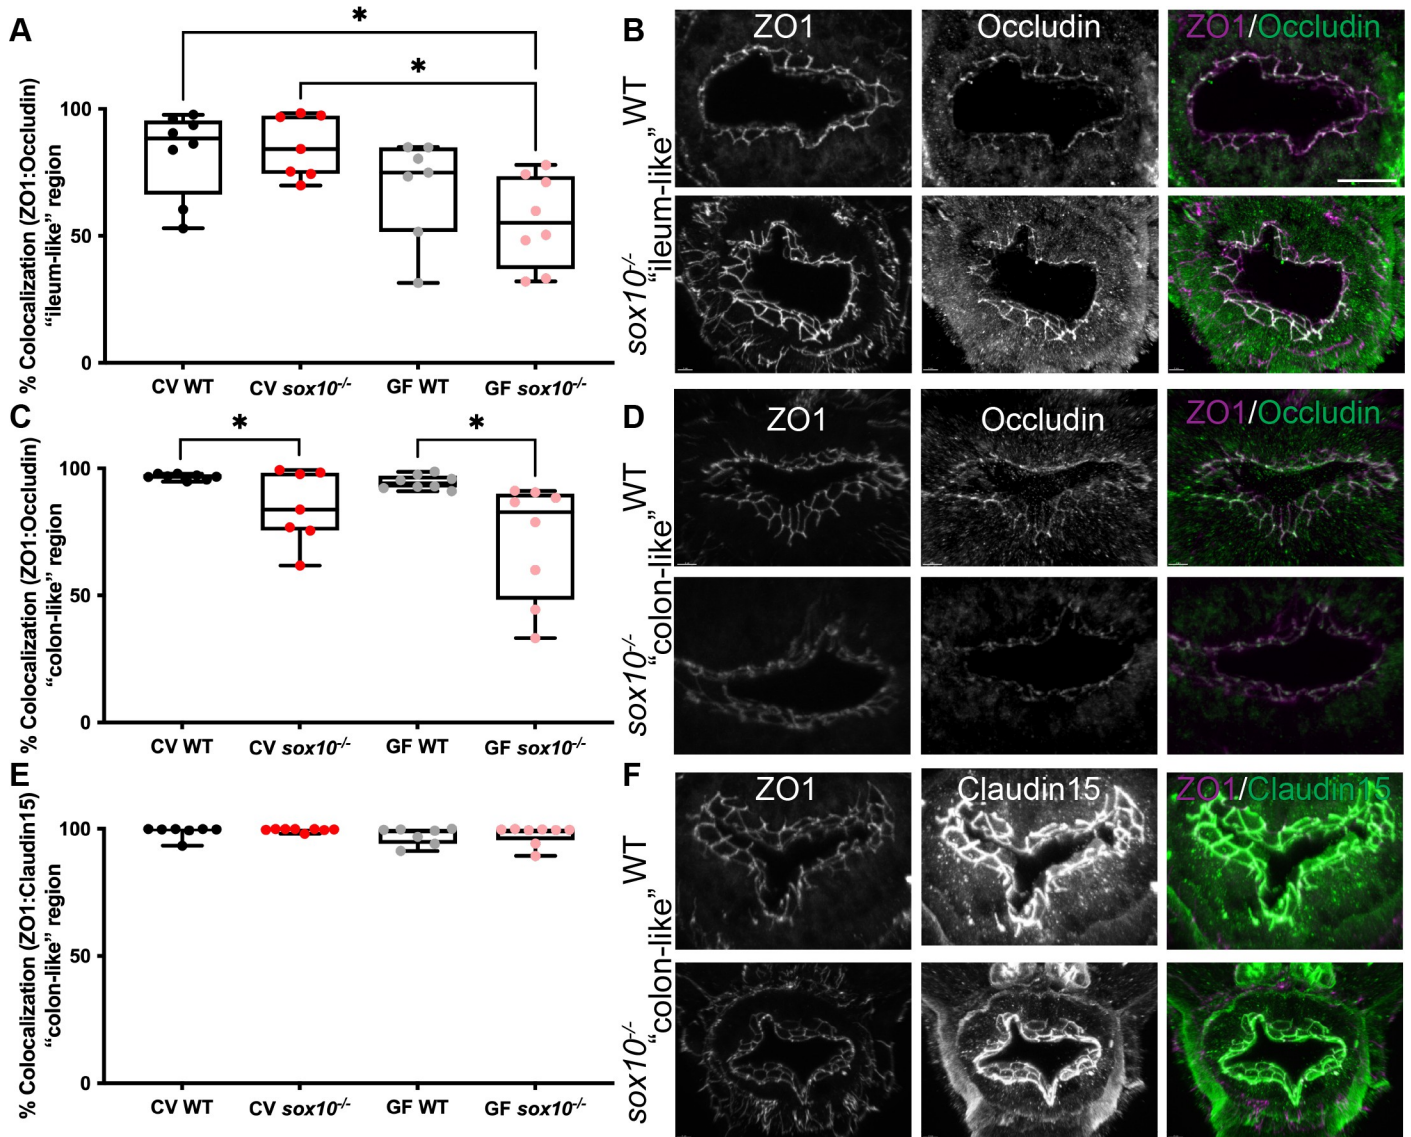 A
*
*
% Colocalization (ZO1:Occludin)
“ileum-like” region
100
50
0
CV WT
CV sox10-/-
GF WT
GF sox10-/-
B
ZO1
Occludin
ZO1/Occludin
WT
sox10-/-
“ileum-like”
C
*
*
% Colocalization (ZO1:Occludin)
“colon-like” region
100
50
0
CV WT
CV sox10-/-
GF WT
GF sox10-/-
D
ZO1
Occludin
ZO1/Occludin
WT
sox10-/-
“colon-like”
E
% Colocalization (ZO1:Claudin15)
“colon-like” region
100
50
0
CV WT
CV sox10-/-
GF WT
GF sox10-/-
F
ZO1
Claudin15
ZO1/Claudin15
WT
sox10-/-
“colon-like”